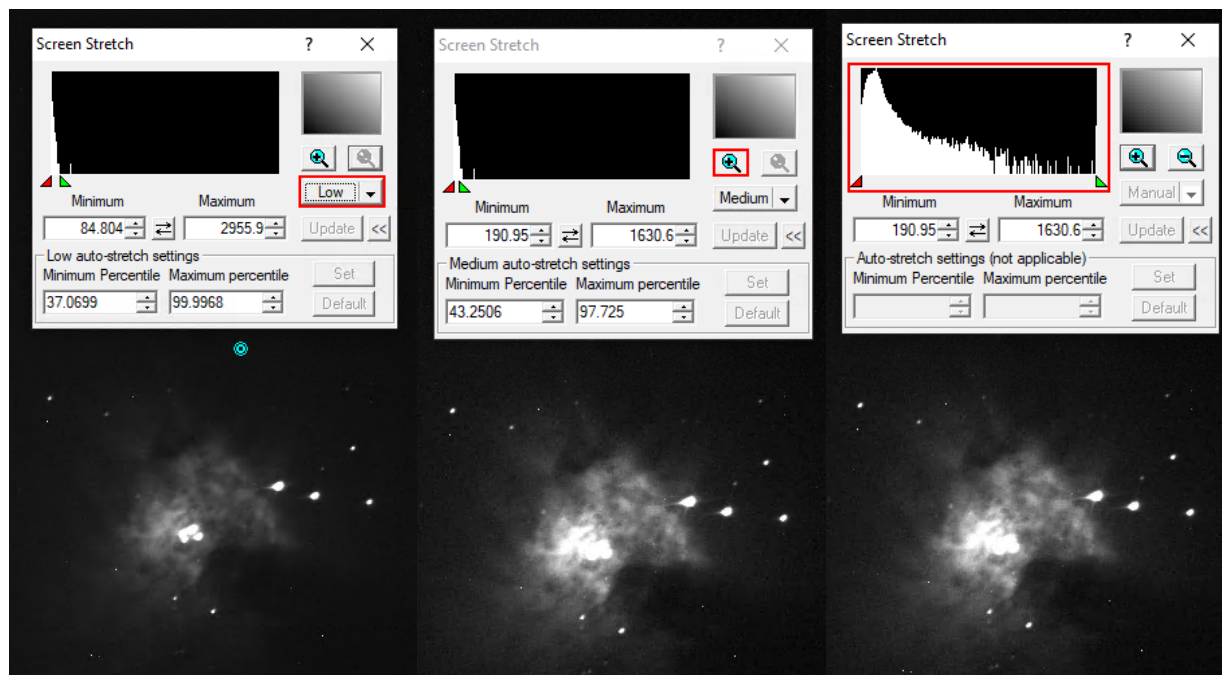 Screen Stretch ?
Minimum Maximum
Low
84.804 2955.9 Update <<
Low auto-stretch settings
Minimum Percentile Maximum percentile Set
37.0699 99.9968 Default
Screen Stretch ?
Medium
Minimum Maximum
190.95 1630.6 Update <<
Medium auto-stretch settings
Minimum Percentile Maximum percentile Set
43.2506 97.725 Default
Screen Stretch ?
Manual
Minimum Maximum
190.95 1630.6 Update <<
Auto-stretch settings (not applicable)
Minimum Percentile Maximum percentile Set
Default